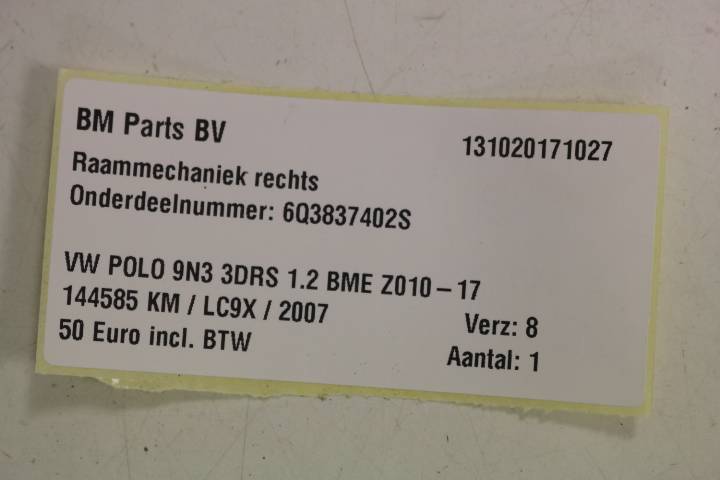 BM Parts BV 131020171027
Raammechaniek rechts
Onderdeelnummer: 6Q3837402S
VW POLO 9N3 3DRS 1.2 BME Z010-17
144585 KM / LC9X / 2007 Verz: 8
50 Euro incl. BTW Aantal: 1